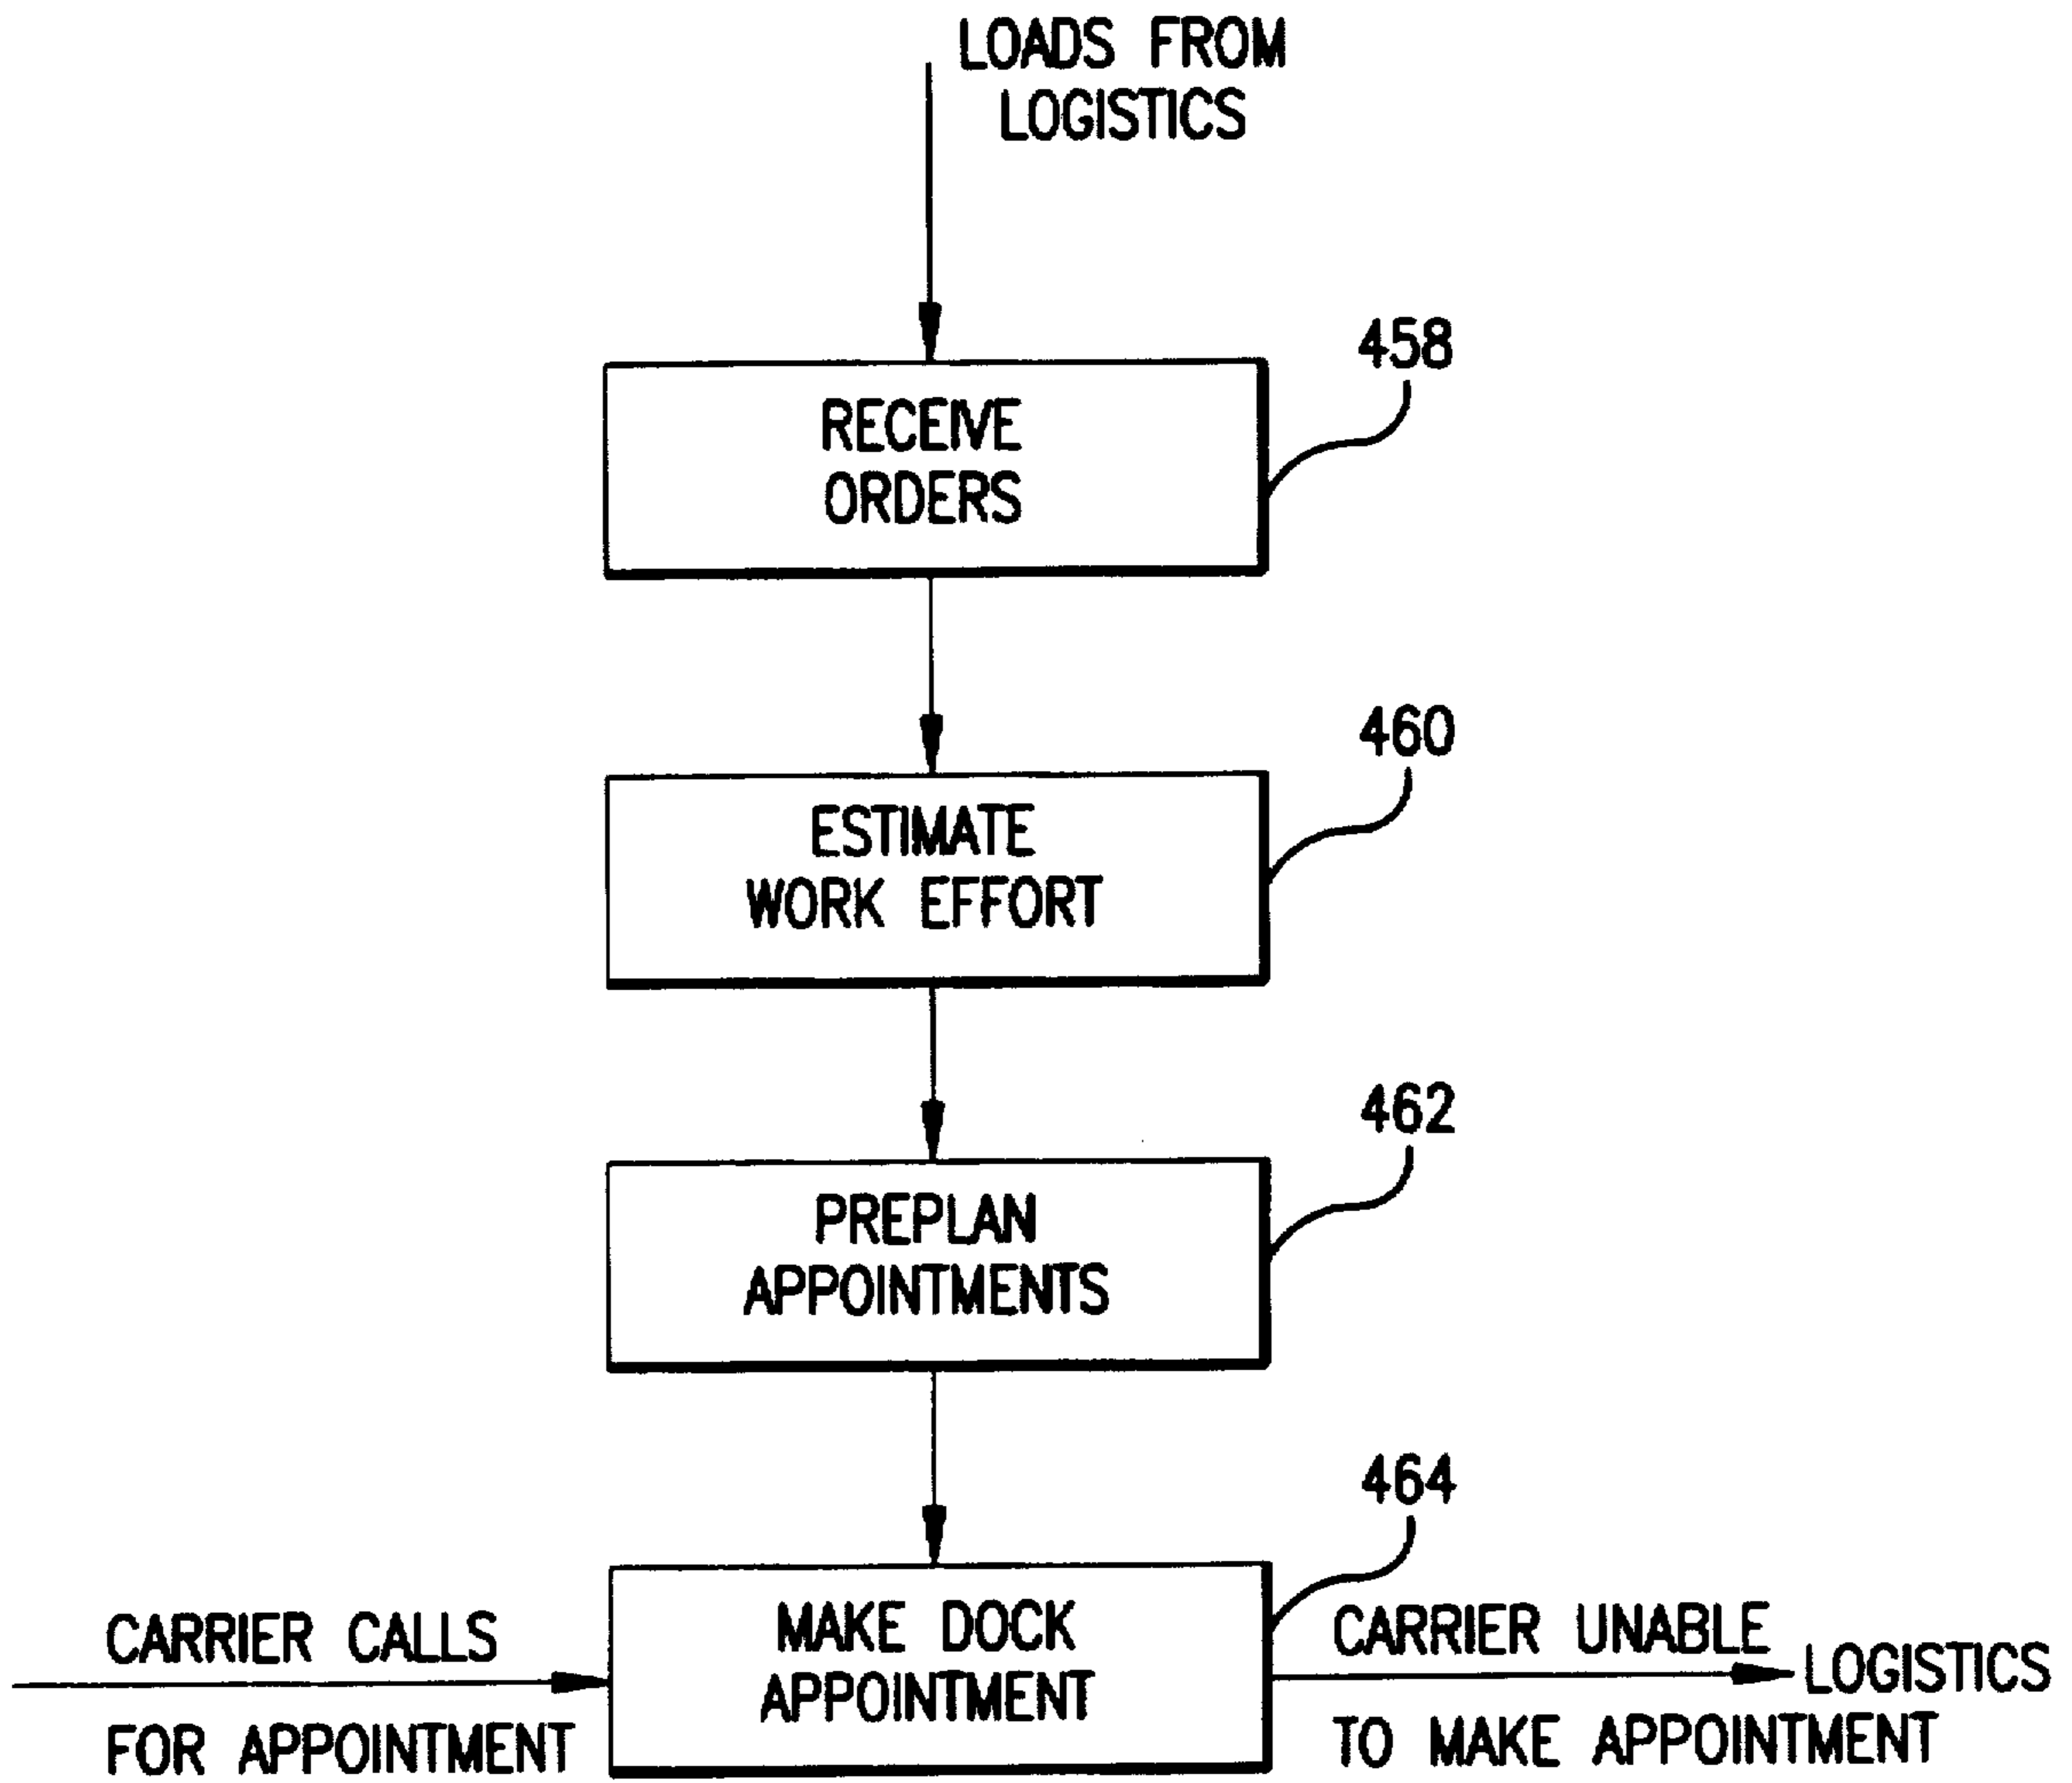 LOADS FROM
LOGISTICS
458
RECEIVE
ORDERS
460
ESTIMATE
WORK EFFORT
462
PREPLAN
APPOINTMENTS
464
MAKE DOCK
APPOINTMENT
CARRIER CALLS
FOR APPOINTMENT
CARRIER UNABLE
TO MAKE APPOINTMENT
LOGISTICS